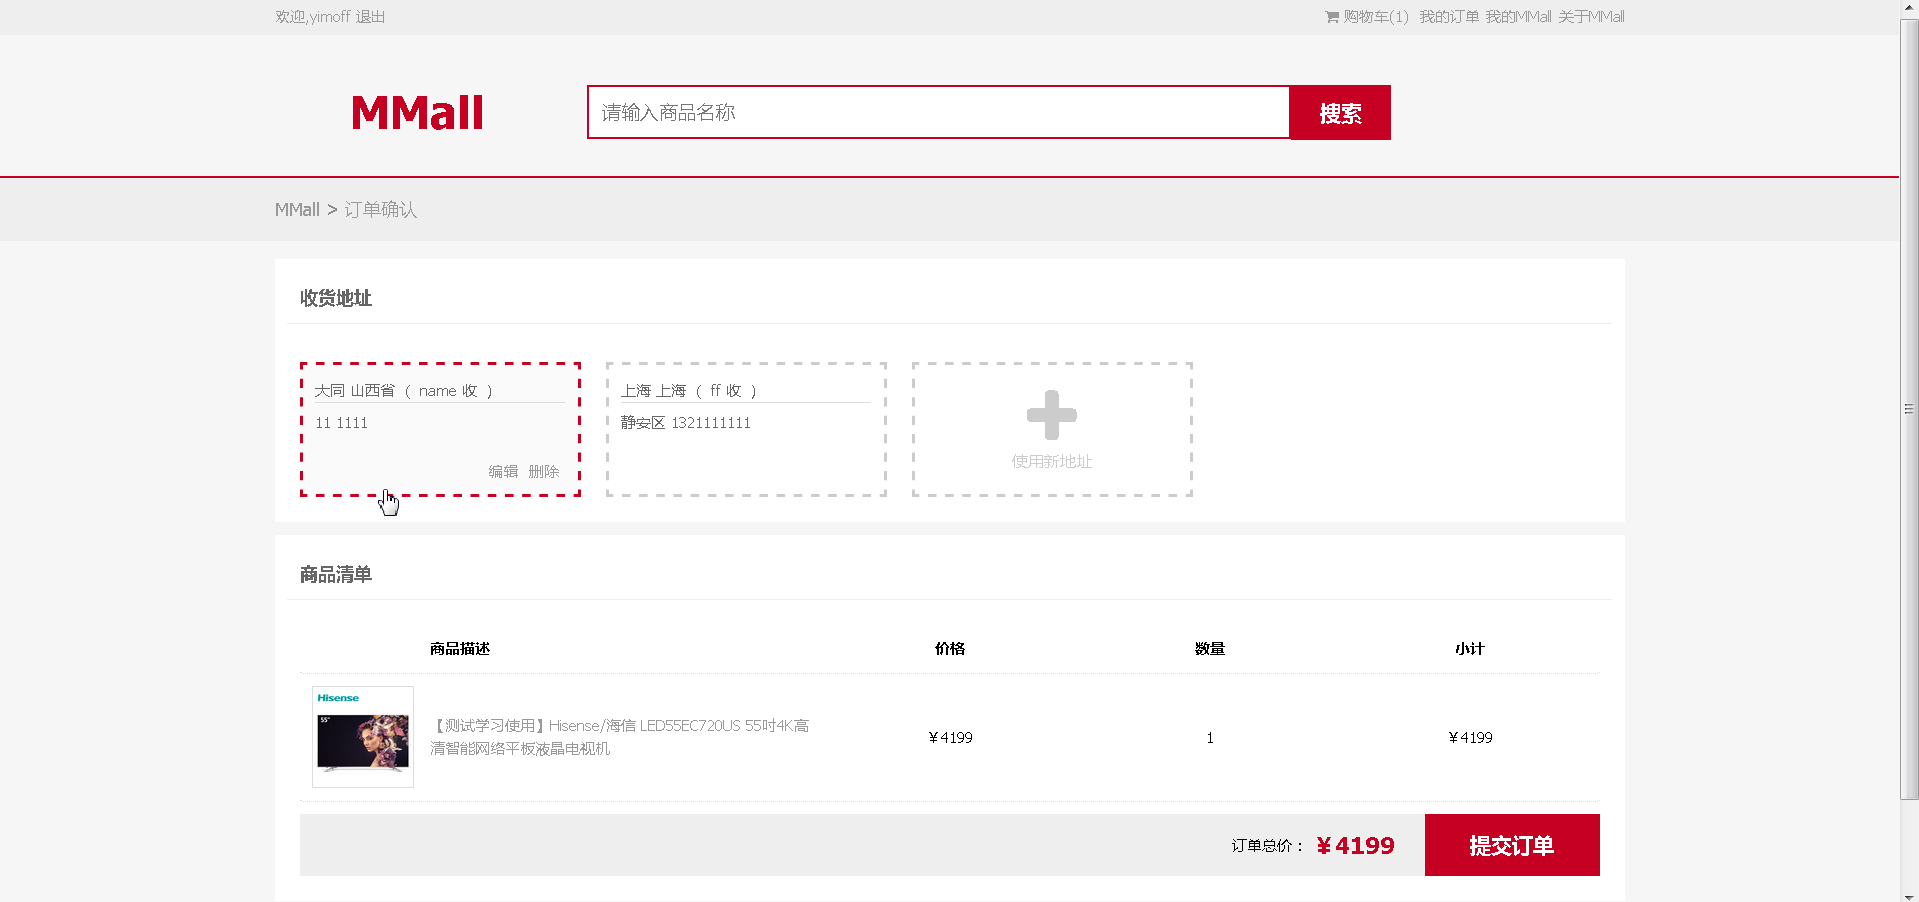 欢迎,yimoff 退出
购物车(1) 我的订单 我的MMall 关于MMall
MMall
请输入商品名称
搜索
MMall > 订单确认
收货地址
大同 山西省 ( name 收 )
11 1111
编辑 删除
上海 上海 ( ff 收 )
静安区 1321111111
使用新地址
商品清单
商品描述 价格 数量 小计
Hisense
55"
【测试学习使用】Hisense/海信 LED55EC720US 55吋4K高
清智能网络平板液晶电视机
¥4199 1 ¥4199
订单总价： ¥4199
提交订单